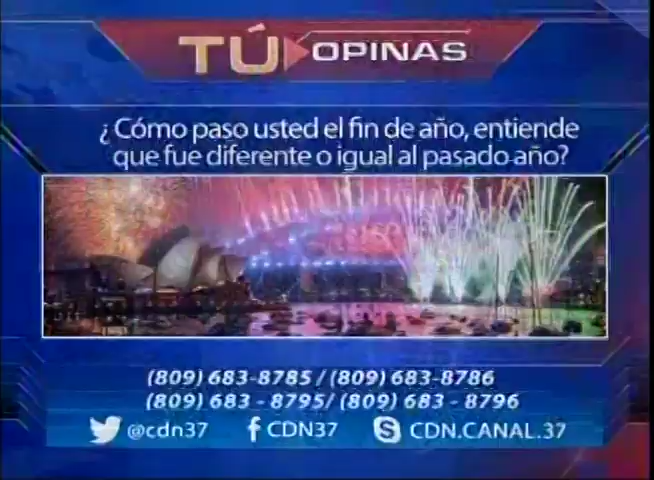 TÚ OPINAS
¿Cómo paso usted el fin de año, entiende
que fue diferente o igual al pasado año?
(809) 683-8785 / (809) 683-8786
(809) 683 - 8795/ (809) 683 - 8796
@cdn37 f CDN37 S CDN.CANAL.37